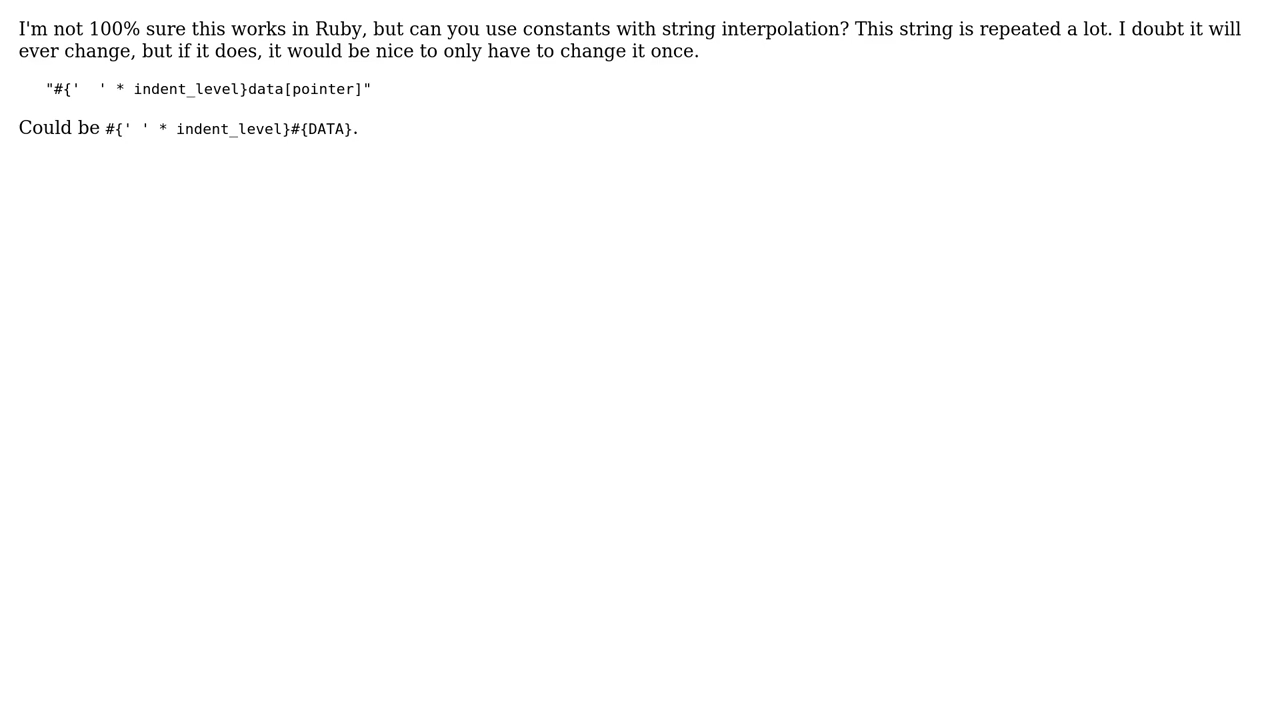 I'm not 100% sure this works in Ruby, but can you use constants with string interpolation? This string is repeated a lot. I doubt it will
ever change, but if it does, it would be nice to only have to change it once.
"#{'  ' * indent_level}data[pointer]"
Could be #{' ' * indent_level}#{DATA}.